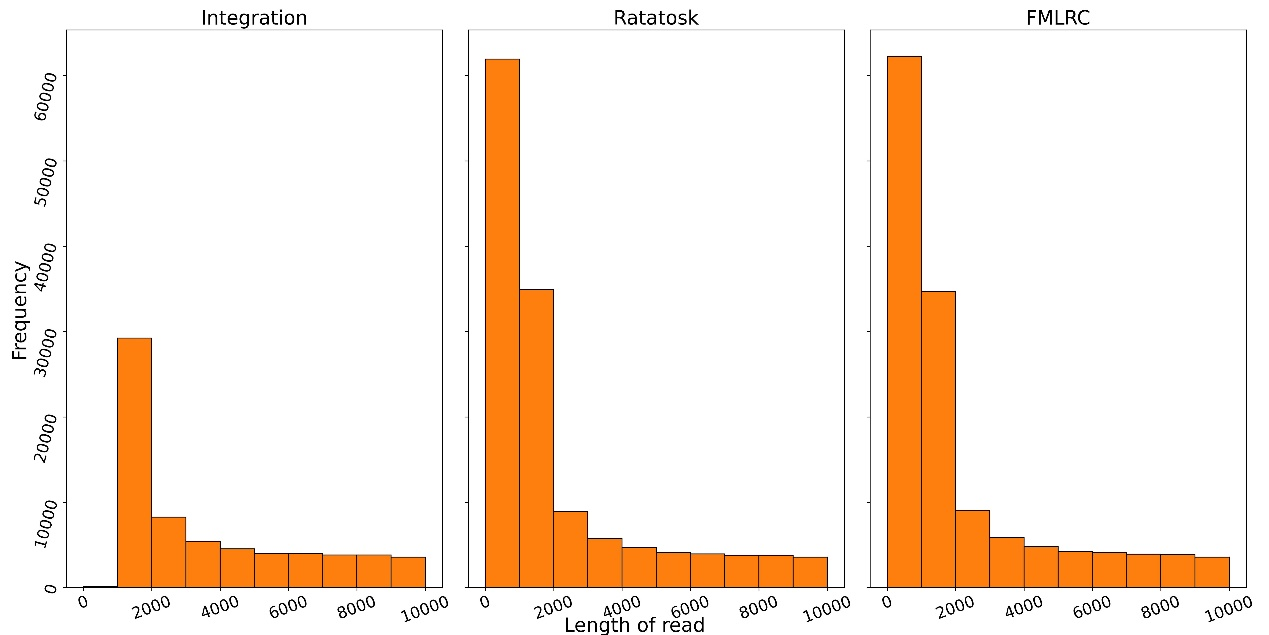 Integration
Ratatosk
FMLRC
Frequency
60000
50000
40000
30000
20000
10000
0
0 2000 4000 6000 8000 10000
0 2000 4000 6000 8000 10000
0 2000 4000 6000 8000 10000
Length of read